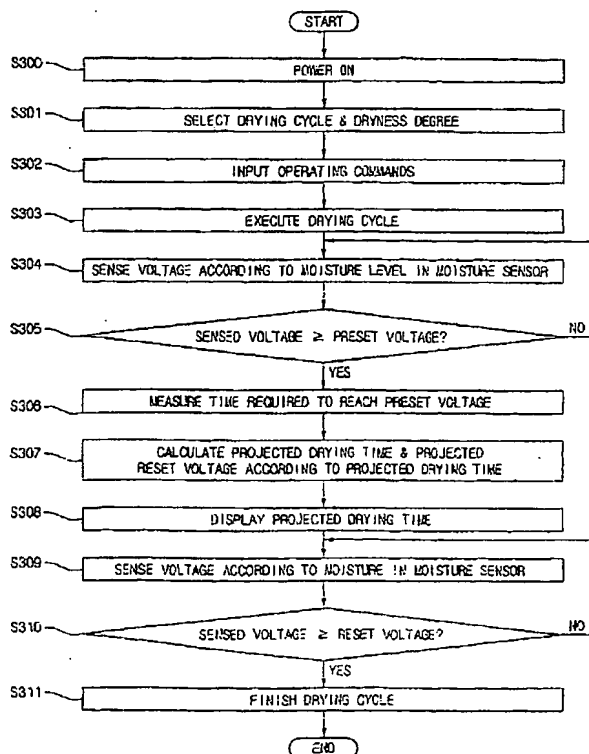 START
S300
POWER ON
S301
SELECT DRYING CYCLE & DRYNESS DEGREE
S302
INPUT OPERATING COMMANDS
S303
EXECUTE DRYING CYCLE
S304
SENSE VOLTAGE ACCORDING TO MOISTURE LEVEL IN MOISTURE SENSOR
S305
SENSED VOLTAGE ≥ PRESET VOLTAGE?
NO
YES
S306
MEASURE TIME REQUIRED TO REACH PRESET VOLTAGE
S307
CALCULATE PROJECTED DRYING TIME & PROJECTED
RESET VOLTAGE ACCORDING TO PROJECTED DRYING TIME
S308
DISPLAY PROJECTED DRYING TIME
S309
SENSE VOLTAGE ACCORDING TO MOISTURE IN MOISTURE SENSOR
S310
SENSED VOLTAGE ≥ RESET VOLTAGE?
NO
YES
S311
FINISH DRYING CYCLE
END